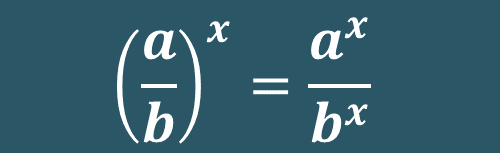 (a/b)^x = a^x/b^x